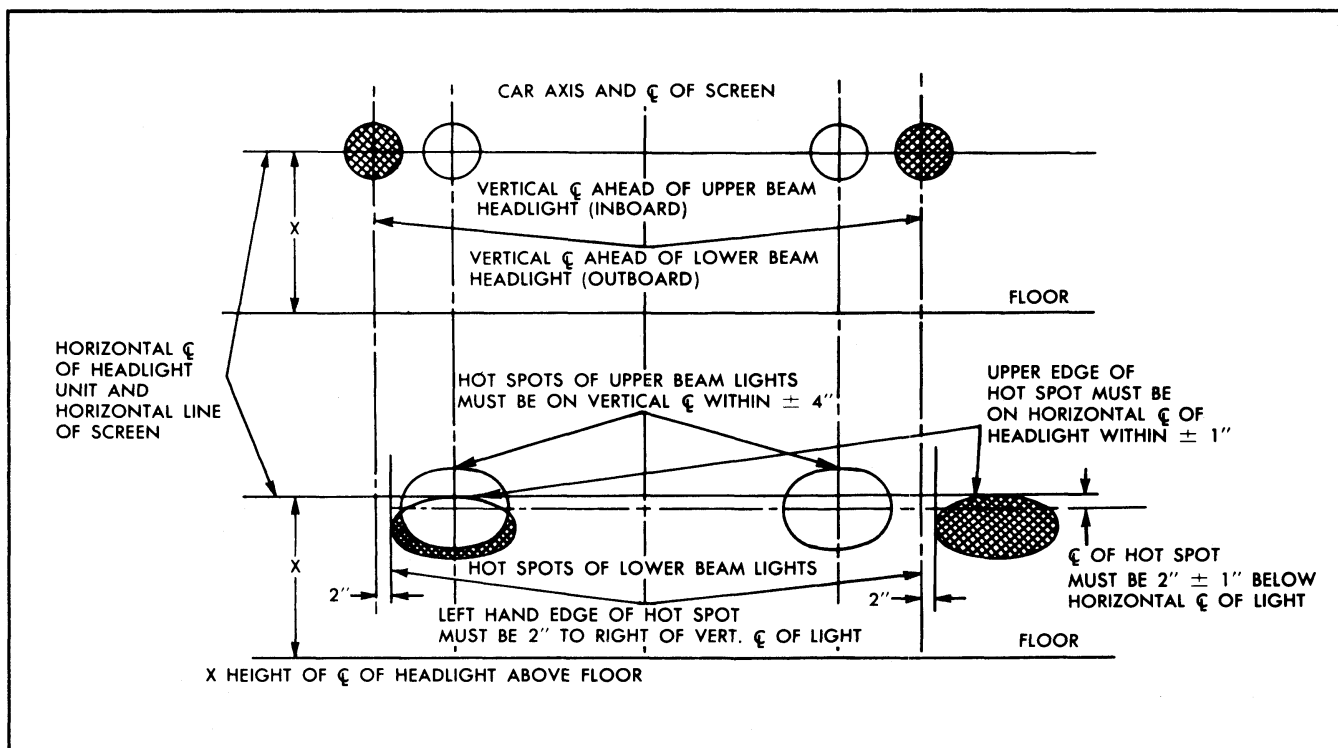 CAR AXIS AND ℄ OF SCREEN
VERTICAL ℄ AHEAD OF UPPER BEAM
HEADLIGHT (INBOARD)
X
VERTICAL ℄ AHEAD OF LOWER BEAM
HEADLIGHT (OUTBOARD)
FLOOR
HORIZONTAL ℄
OF HEADLIGHT
UNIT AND
HORIZONTAL LINE
OF SCREEN
HOT SPOTS OF UPPER BEAM LIGHTS
MUST BE ON VERTICAL ℄ WITHIN ± 4"
UPPER EDGE OF
HOT SPOT MUST BE
ON HORIZONTAL ℄ OF
HEADLIGHT WITHIN ± 1"
X
HOT SPOTS OF LOWER BEAM LIGHTS
2"
2"
LEFT HAND EDGE OF HOT SPOT
MUST BE 2" TO RIGHT OF VERT. ℄ OF LIGHT
℄ OF HOT SPOT
MUST BE 2" ± 1" BELOW
HORIZONTAL ℄ OF LIGHT
FLOOR
X HEIGHT OF ℄ OF HEADLIGHT ABOVE FLOOR